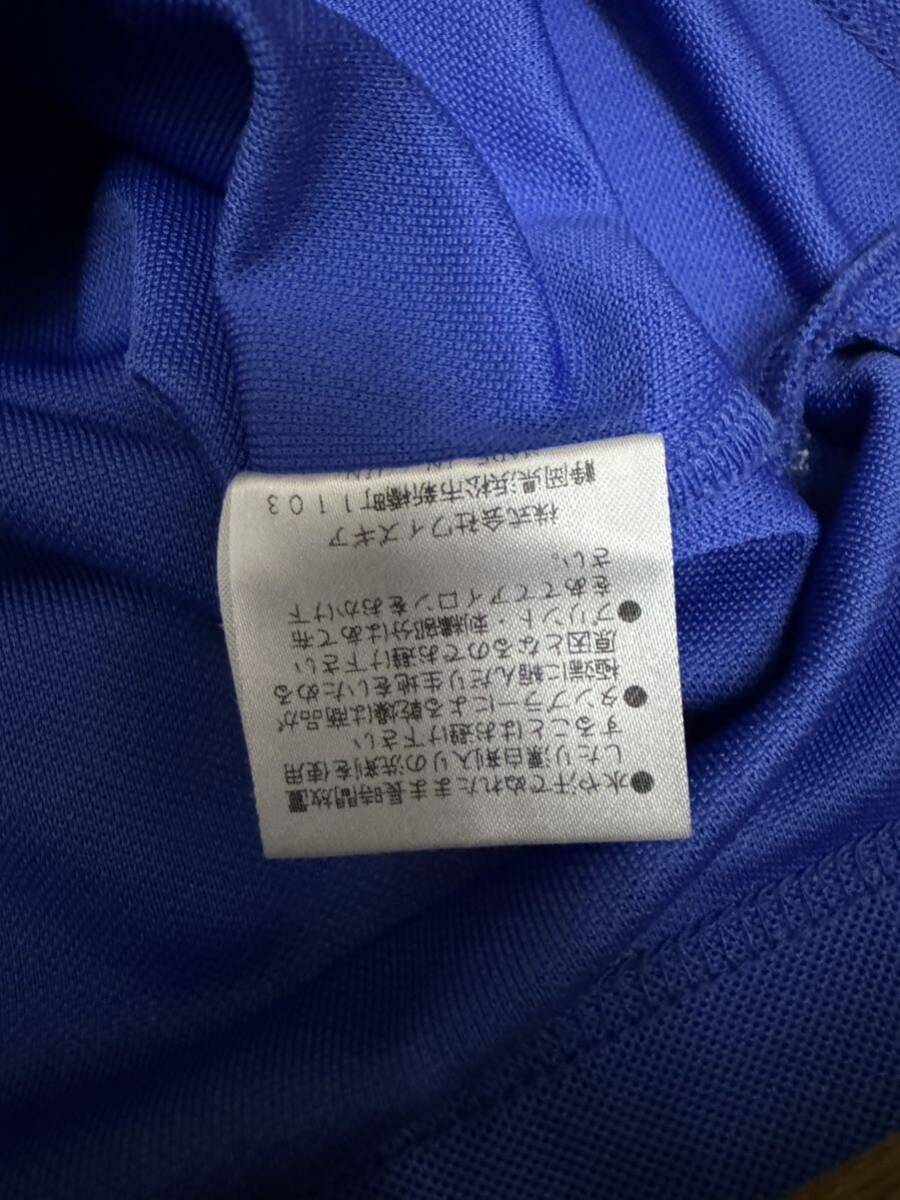 ●水や汗でぬれたまま長時間放置
したり漂白剤入りの洗剤を使用
することはお避け下さい
●タンブラーによる乾燥は商品が
極端に縮んだり生地をいためる
原因となるのでお避け下さい
●プリント・刺繍部分はあて布
をあててアイロンをおかけ下
さい。
株式会社ワイズギア
静岡県浜松市新橋町1103
MADE IN